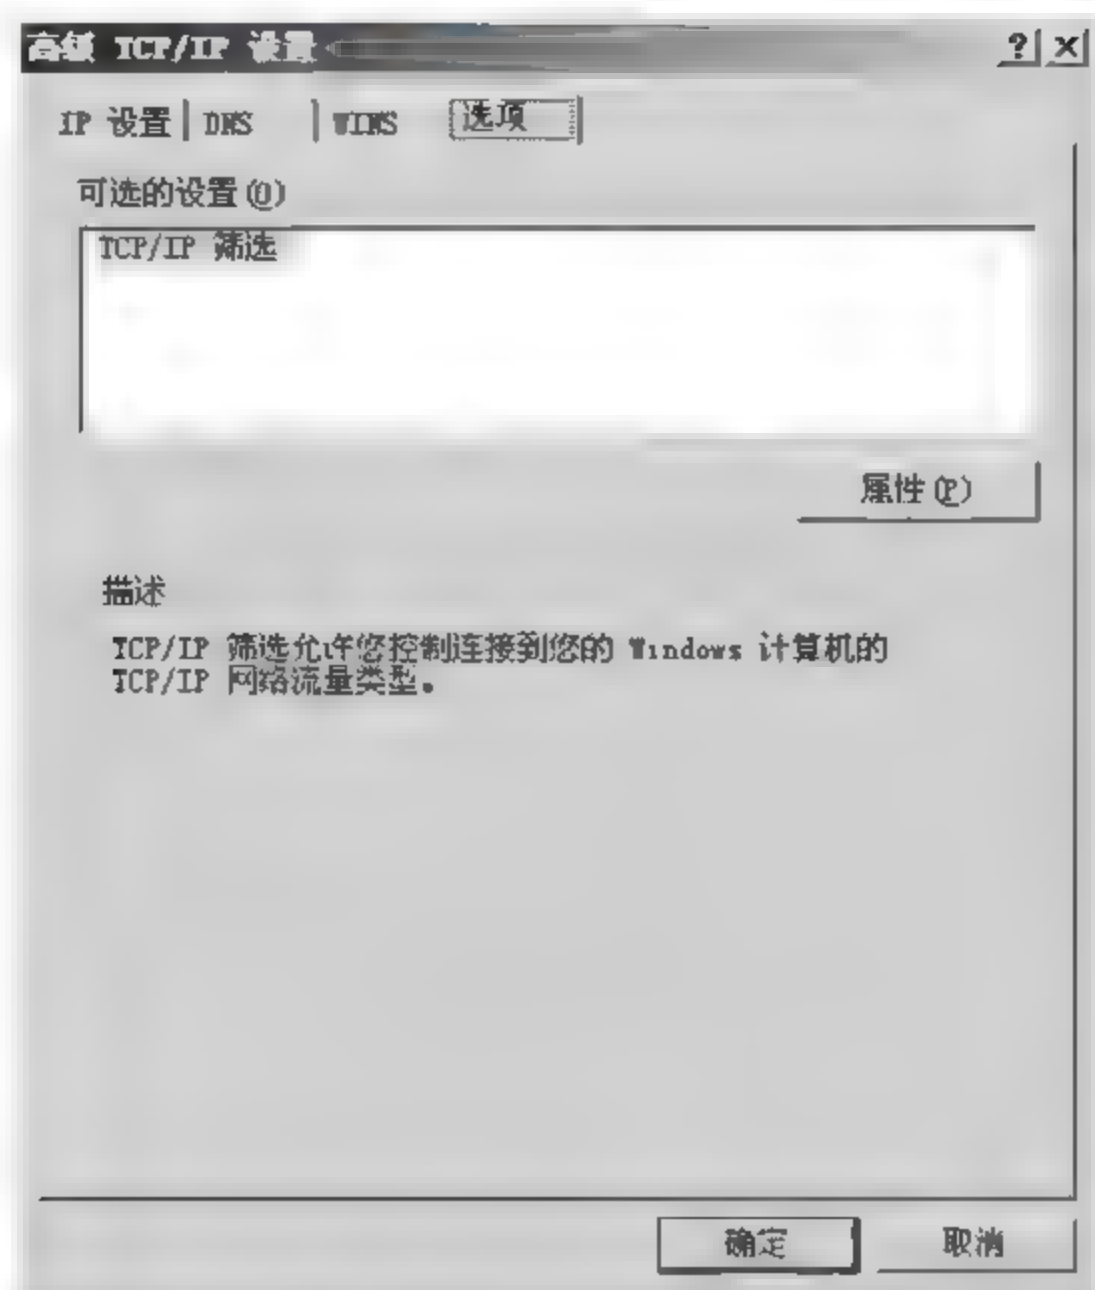 高级 TCP/IP 设置
? X
IP 设置 DNS WINS 选项
可选的设置(O)
TCP/IP 筛选
属性(P)
描述
TCP/IP 筛选允许您控制连接到您的 Windows 计算机的
TCP/IP 网络流量类型。
确定 取消